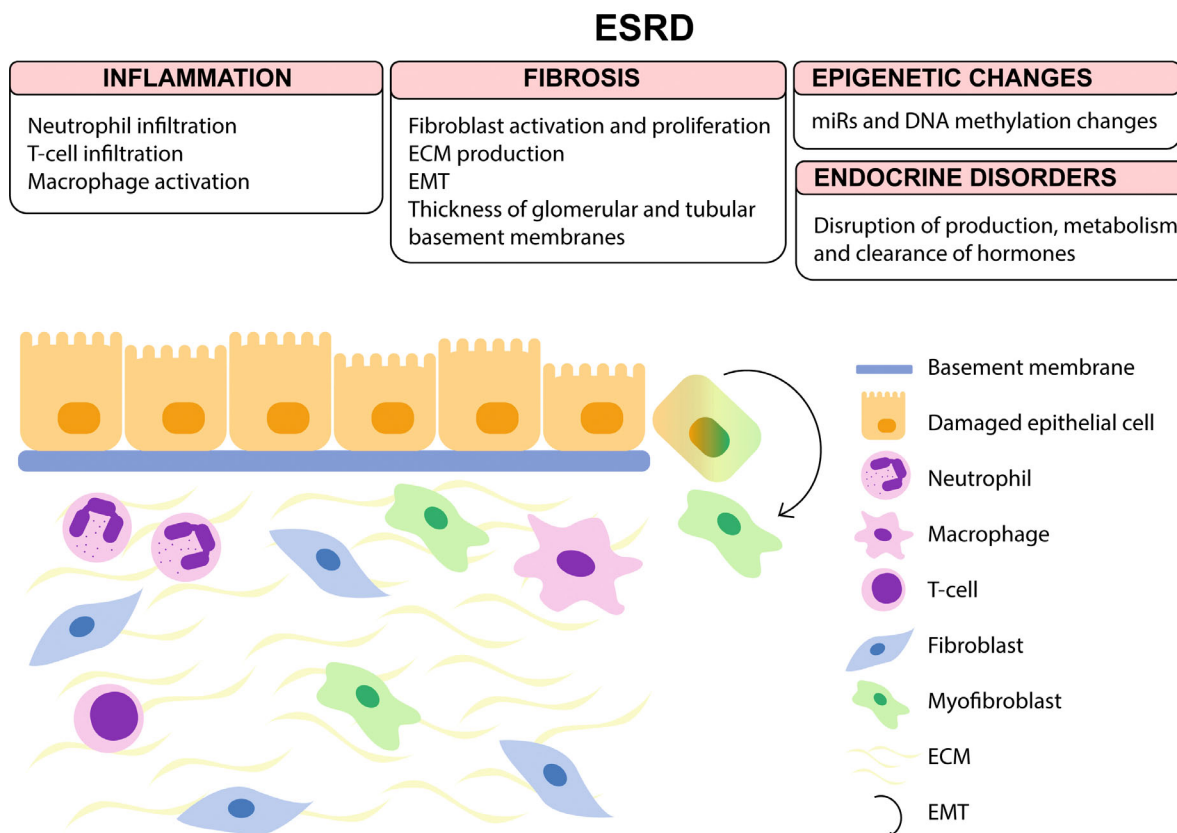 ESRD
INFLAMMATION
Neutrophil infiltration
T-cell infiltration
Macrophage activation
FIBROSIS
Fibroblast activation and proliferation
ECM production
EMT
Thickness of glomerular and tubular
basement membranes
EPIGENETIC CHANGES
miRs and DNA methylation changes
ENDOCRINE DISORDERS
Disruption of production, metabolism
and clearance of hormones
Basement membrane
Damaged epithelial cell
Neutrophil
Macrophage
T-cell
Fibroblast
Myofibroblast
ECM
EMT